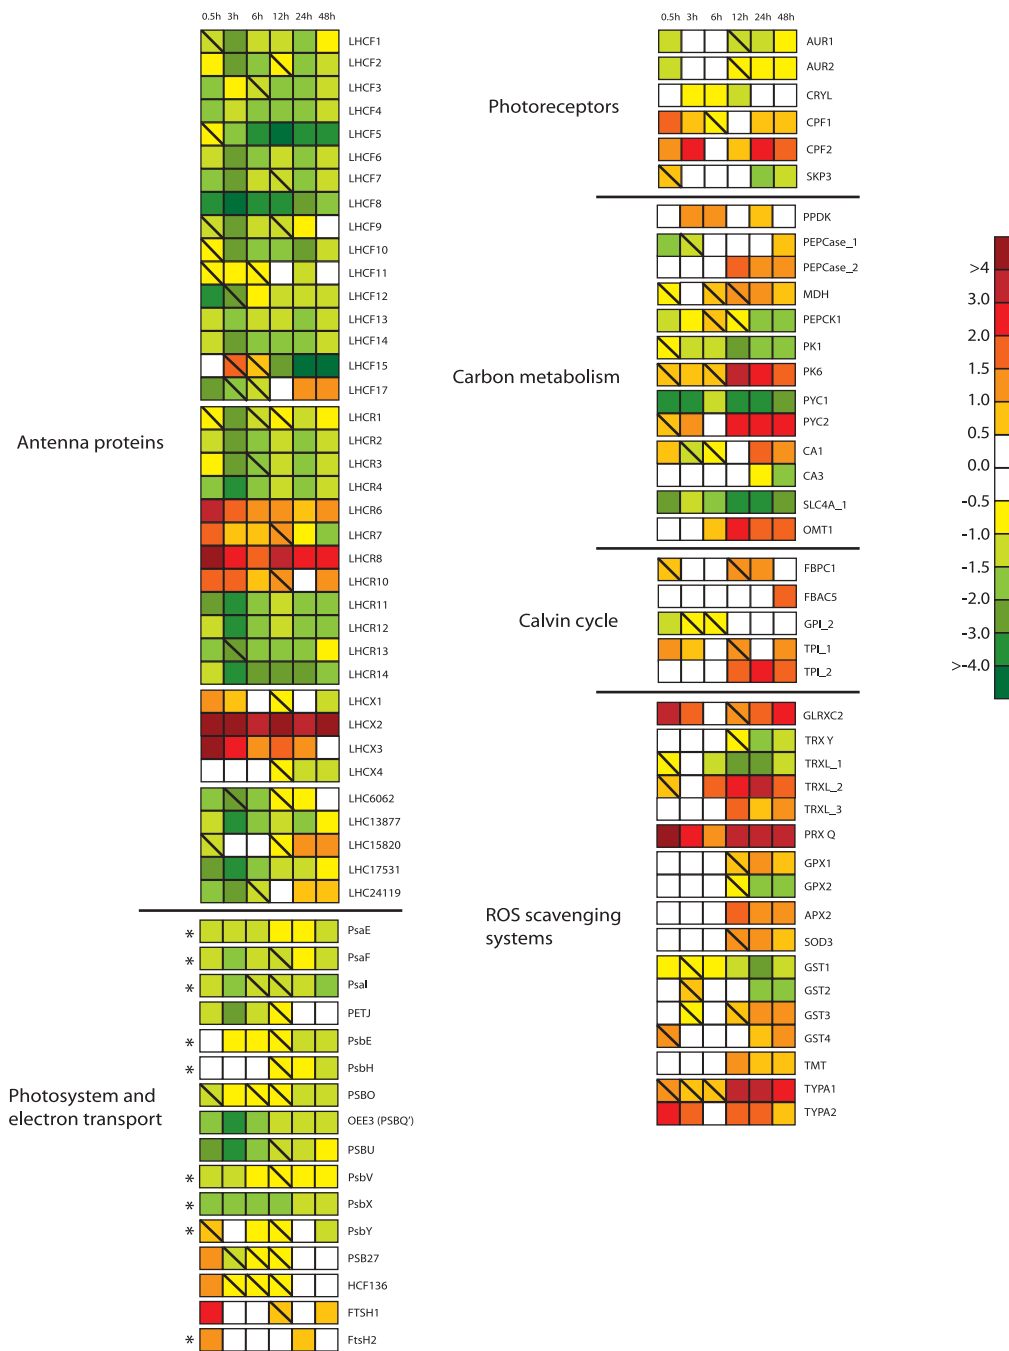 0.5h 3h 6h 12h 24h 48h
LHCF1
LHCF2
LHCF3
LHCF4
LHCF5
LHCF6
LHCF7
LHCF8
LHCF9
LHCF10
LHCF11
LHCF12
LHCF13
LHCF14
LHCF15
LHCF17
Antenna proteins
LHCR1
LHCR2
LHCR3
LHCR4
LHCR6
LHCR7
LHCR8
LHCR10
LHCR11
LHCR12
LHCR13
LHCR14
LHCX1
LHCX2
LHCX3
LHCX4
LHC6062
LHC13877
LHC15820
LHC17531
LHC24119
* PsaE
* PsaF
* PsaI
PETJ
* PsbE
* PsbH
Photosystem and
electron transport
PSBO
OEE3 (PSBQ')
PSBU
* PsbV
* PsbX
* PsbY
PSB27
HCF136
FTSH1
* FtsH2
0.5h 3h 6h 12h 24h 48h
Photoreceptors
AUR1
AUR2
CRYL
CPF1
CPF2
SKP3
Carbon metabolism
PPDK
PEPCase_1
PEPCase_2
MDH
PEPCK1
PK1
PK6
PYC1
PYC2
CA1
CA3
SLC4A_1
OMT1
Calvin cycle
FBPC1
FBAC5
GPI_2
TPI_1
TPI_2
ROS scavenging
systems
GLRXC2
TRX Y
TRXL_1
TRXL_2
TRXL_3
PRX Q
GPX1
GPX2
APX2
SOD3
GST1
GST2
GST3
GST4
TMT
TYPA1
TYPA2
>4
3.0
2.0
1.5
1.0
0.5
0.0
-0.5
-1.0
-1.5
-2.0
-3.0
>-4.0